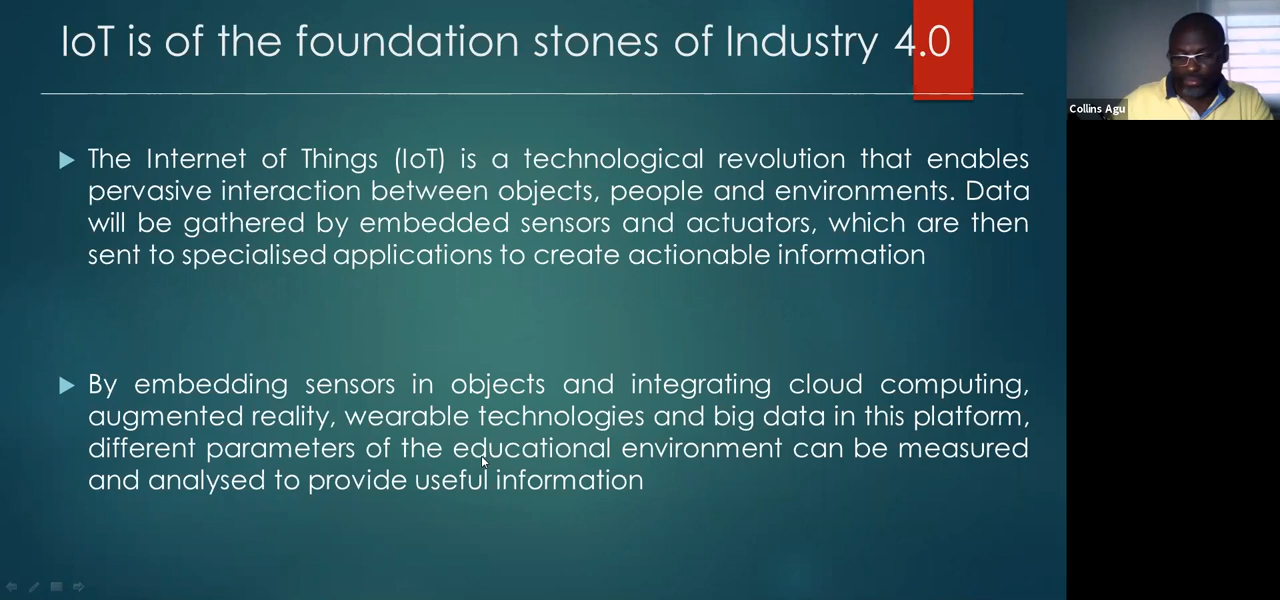 IoT is of the foundation stones of Industry 4.0
The Internet of Things (IoT) is a technological revolution that enables
pervasive interaction between objects, people and environments. Data
will be gathered by embedded sensors and actuators, which are then
sent to specialised applications to create actionable information
By embedding sensors in objects and integrating cloud computing,
augmented reality, wearable technologies and big data in this platform,
different parameters of the educational environment can be measured
and analysed to provide useful information
Collins Agu